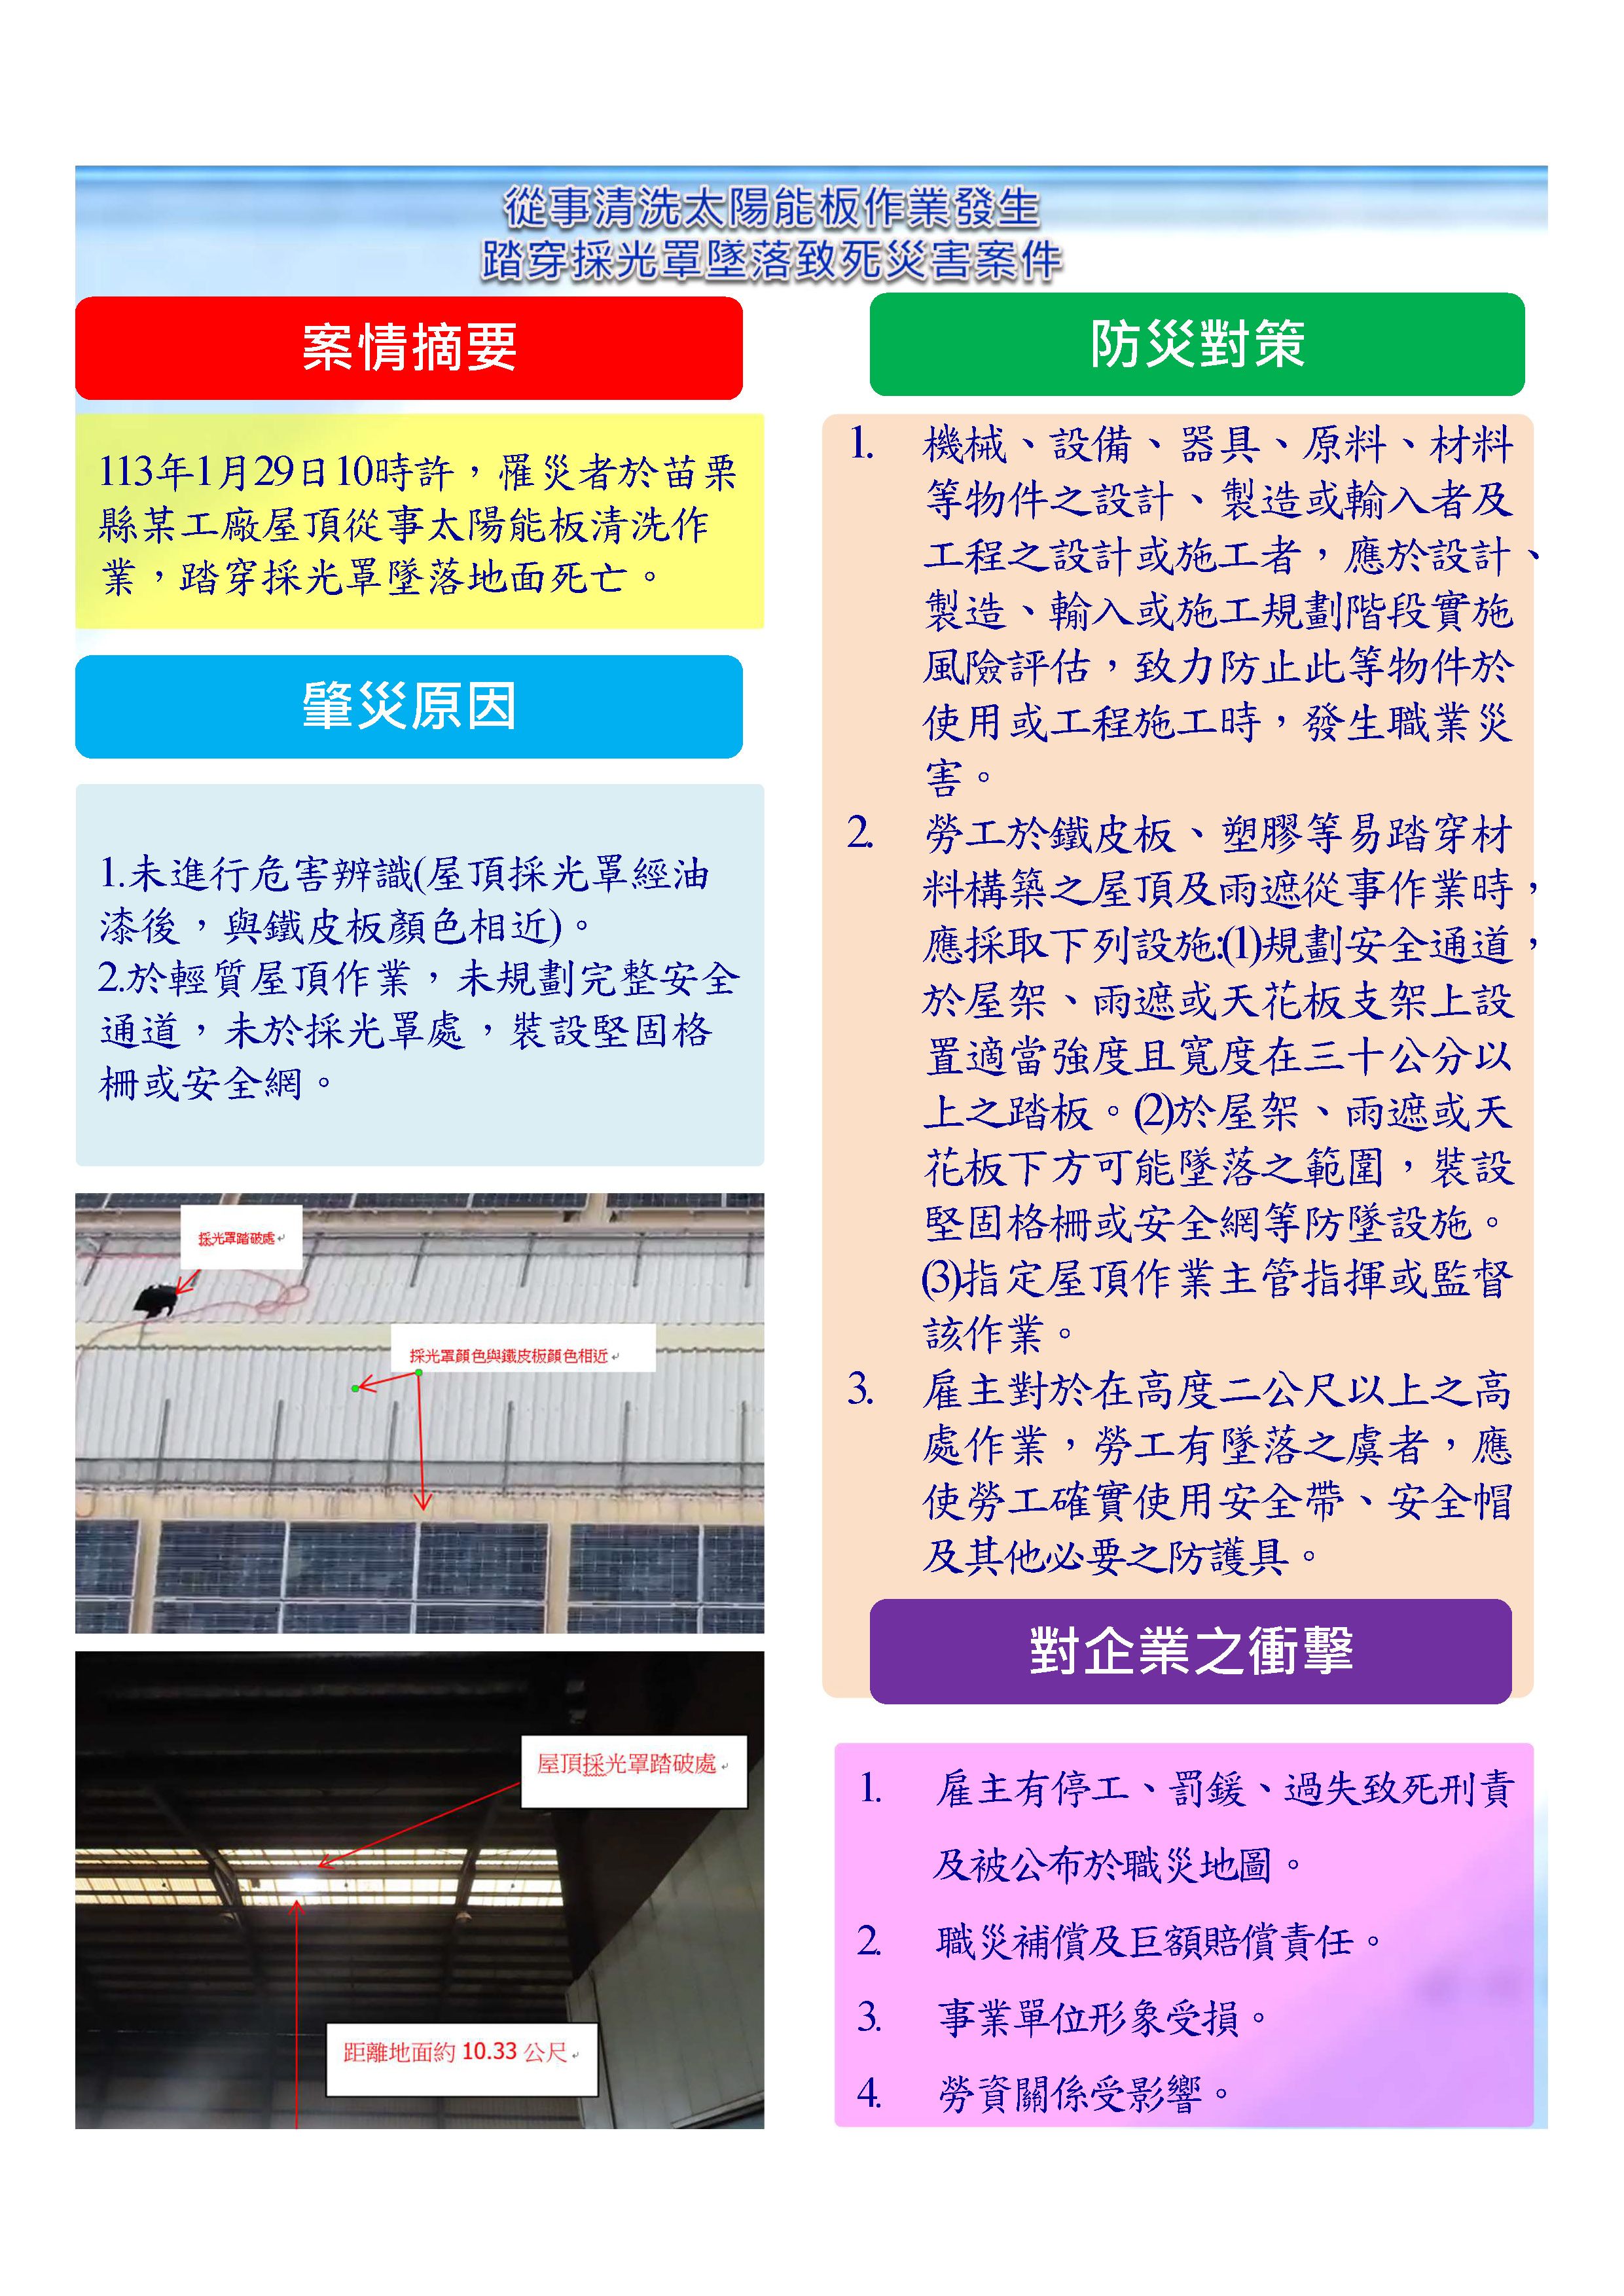 從事清洗太陽能板作業發生
踏穿採光罩墜落致死災害案件
案情摘要
113年1月29日10時許，罹災者於苗栗
縣某工廠屋頂從事太陽能板清洗作
業，踏穿採光罩墜落地面死亡。
肇災原因
1.未進行危害辨識(屋頂採光罩經油
漆後，與鐵皮板顏色相近)。
2.於輕質屋頂作業，未規劃完整安全
通道，未於採光罩處，裝設堅固格
柵或安全網。
採光罩踏破處
採光罩顏色與鐵皮板顏色相近
屋頂採光罩踏破處
距離地面約 10.33 公尺
防災對策
1. 機械、設備、器具、原料、材料
等物件之設計、製造或輸入者及
工程之設計或施工者，應於設計、
製造、輸入或施工規劃階段實施
風險評估，致力防止此等物件於
使用或工程施工時，發生職業災
害。
2. 勞工於鐵皮板、塑膠等易踏穿材
料構築之屋頂及雨遮從事作業時，
應採取下列設施:(1)規劃安全通道，
於屋架、雨遮或天花板支架上設
置適當強度且寬度在三十公分以
上之踏板。(2)於屋架、雨遮或天
花板下方可能墜落之範圍，裝設
堅固格柵或安全網等防墜設施。
(3)指定屋頂作業主管指揮或監督
該作業。
3. 雇主對於在高度二公尺以上之高
處作業，勞工有墜落之虞者，應
使勞工確實使用安全帶、安全帽
及其他必要之防護具。
對企業之衝擊
1. 雇主有停工、罰鍰、過失致死刑責
及被公布於職災地圖。
2. 職災補償及巨額賠償責任。
3. 事業單位形象受損。
4. 勞資關係受影響。